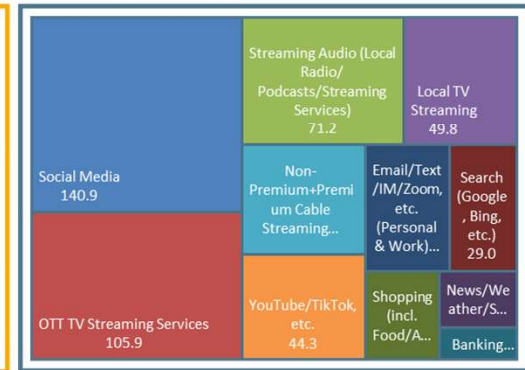 Social Media
140.9
OTT TV Streaming Services
105.9
Streaming Audio (Local
Radio/
Podcasts/Streaming
Services)
71.2
Local TV
Streaming
49.8
Non-
Premium+Premi
um Cable
Streaming...
YouTube/TikTok,
etc.
44.3
Email/Text
/IM/Zoom,
etc.
(Personal
& Work)...
Search
(Google
, Bing,
etc.)
29.0
Shopping
(incl.
Food/A...
News/We
ather/S...
Banking...